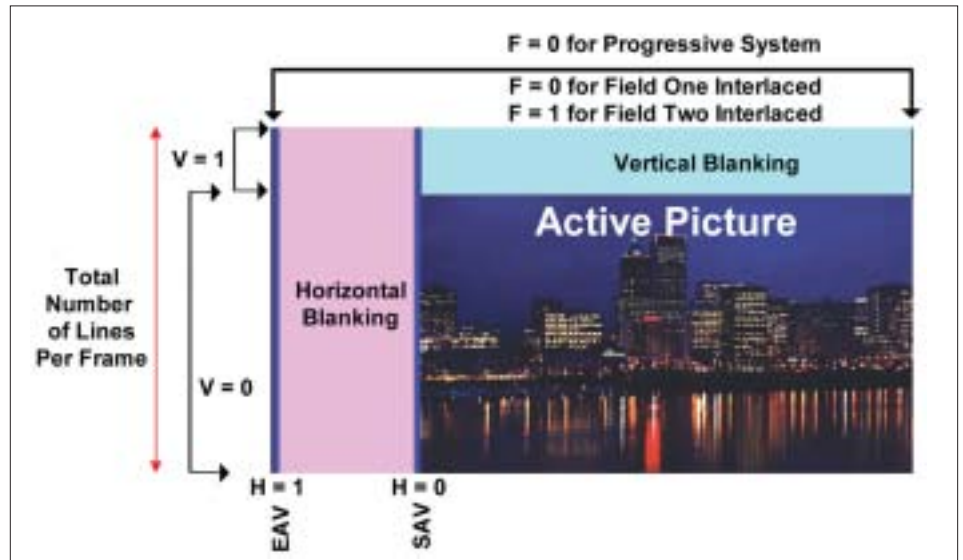 F = 0 for Progressive System
F = 0 for Field One Interlaced
F = 1 for Field Two Interlaced
V = 1
Vertical Blanking
Active Picture
Total
Number
of Lines
Per Frame
Horizontal
Blanking
V = 0
H = 1
H = 0
EAV
SAV